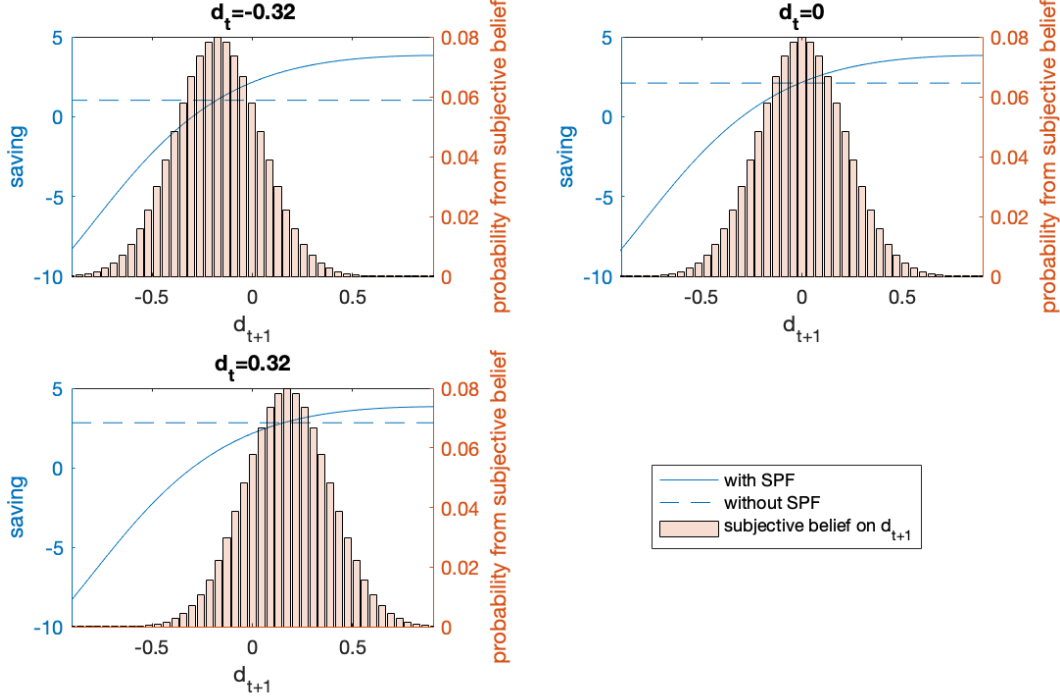 d_t=-0.32
5
0
-5
-10
saving
0.08
0.06
0.04
0.02
0
probability from subjective belief
-0.5
0
0.5
d_{t+1}
d_t=0
5
0
-5
-10
saving
0.08
0.06
0.04
0.02
0
probability from subjective belief
-0.5
0
0.5
d_{t+1}
d_t=0.32
5
0
-5
-10
saving
0.08
0.06
0.04
0.02
0
probability from subjective belief
-0.5
0
0.5
d_{t+1}
with SPF
without SPF
subjective belief on d_{t+1}